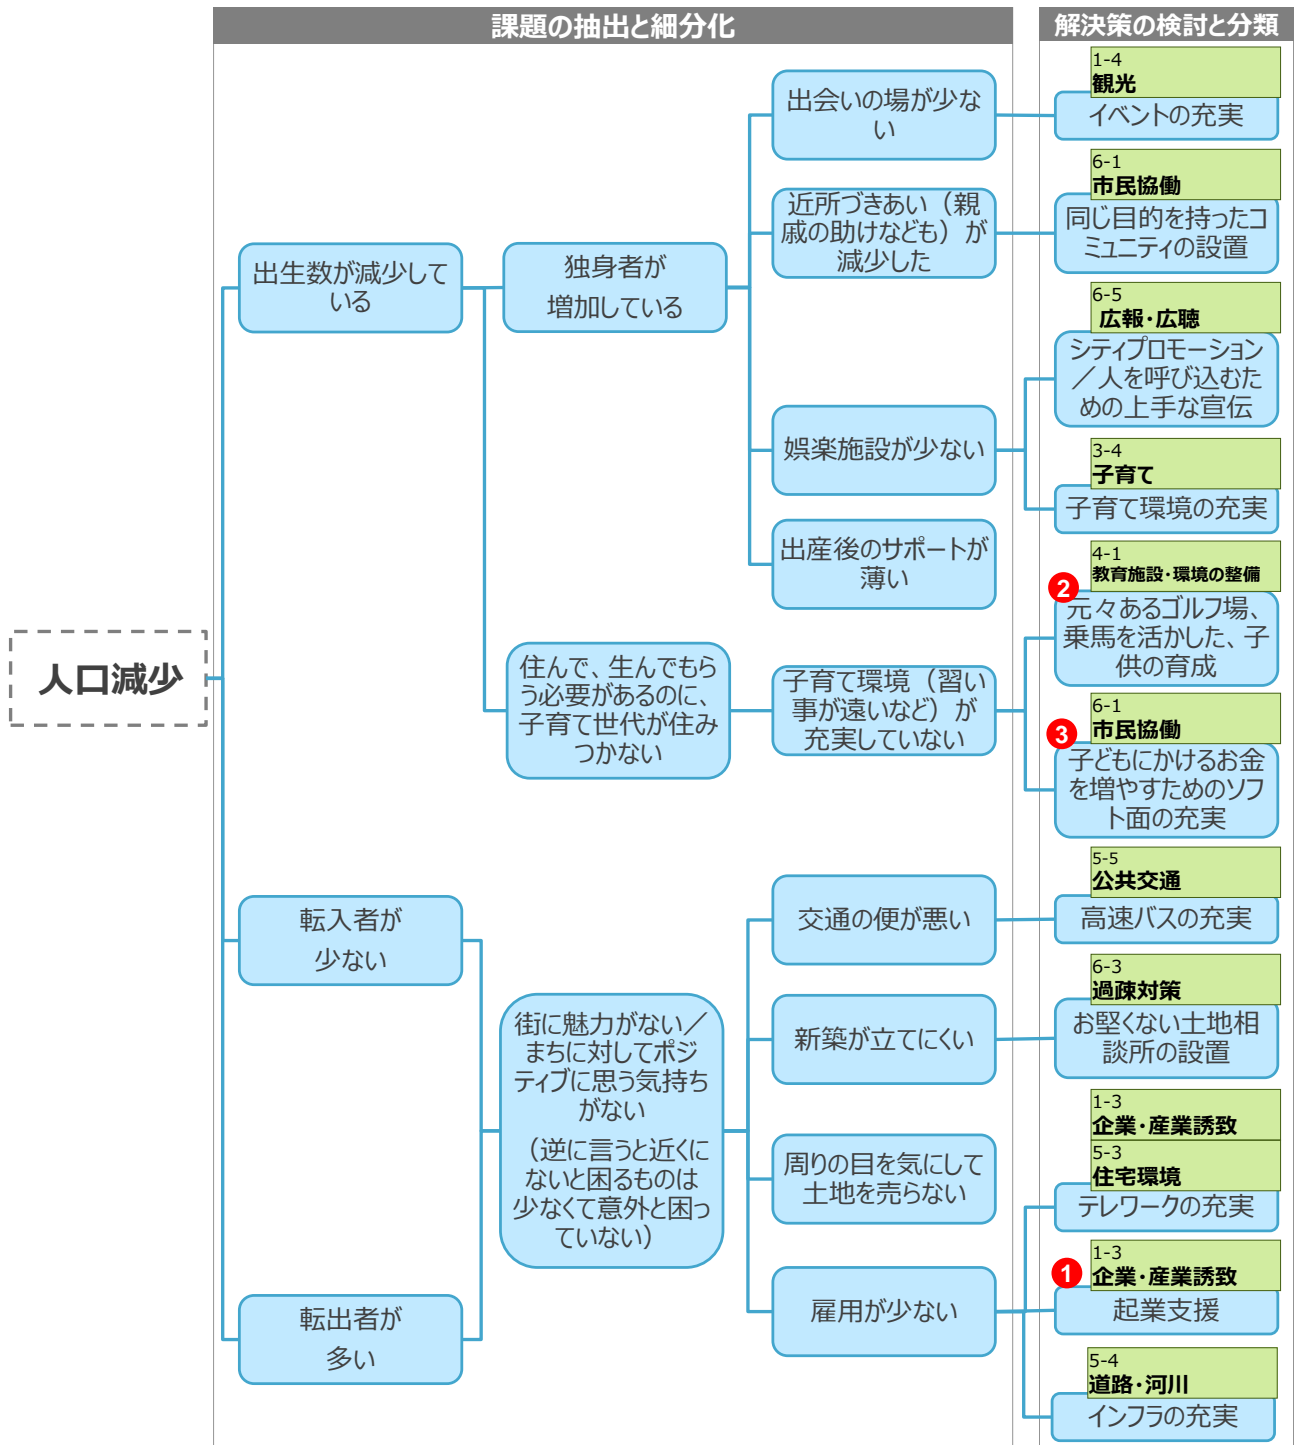 課題の抽出と細分化
解決策の検討と分類
人口減少
出生数が減少して
いる
独身者が
増加している
出会いの場が少な
い
1-4
観光
イベントの充実
近所づきあい（親
戚の助けなども）が
減少した
6-1
市民協働
同じ目的を持ったコ
ミュニティの設置
娯楽施設が少ない
6-5
広報・広聴
シティプロモーション
／人を呼び込むた
めの上手な宣伝
3-4
子育て
子育て環境の充実
出産後のサポートが
薄い
住んで、生んでもら
う必要があるのに、
子育て世代が住み
つかない
子育て環境（習い
事が遠いなど）が
充実していない
4-1
教育施設・環境の整備
2
元々あるゴルフ場、
乗馬を活かした、子
供の育成
6-1
市民協働
3
子どもにかけるお金
を増やすためのソフ
ト面の充実
転入者が
少ない
転出者が
多い
街に魅力がない／
まちに対してポジ
ティブに思う気持ち
がない
（逆に言うと近くに
ないと困るものは
少なくて意外と困っ
ていない）
交通の便が悪い
5-5
公共交通
高速バスの充実
新築が立てにくい
6-3
過疎対策
お堅くない土地相
談所の設置
周りの目を気にして
土地を売らない
雇用が少ない
1-3
企業・産業誘致
5-3
住宅環境
テレワークの充実
1-3
企業・産業誘致
1
起業支援
5-4
道路・河川
インフラの充実